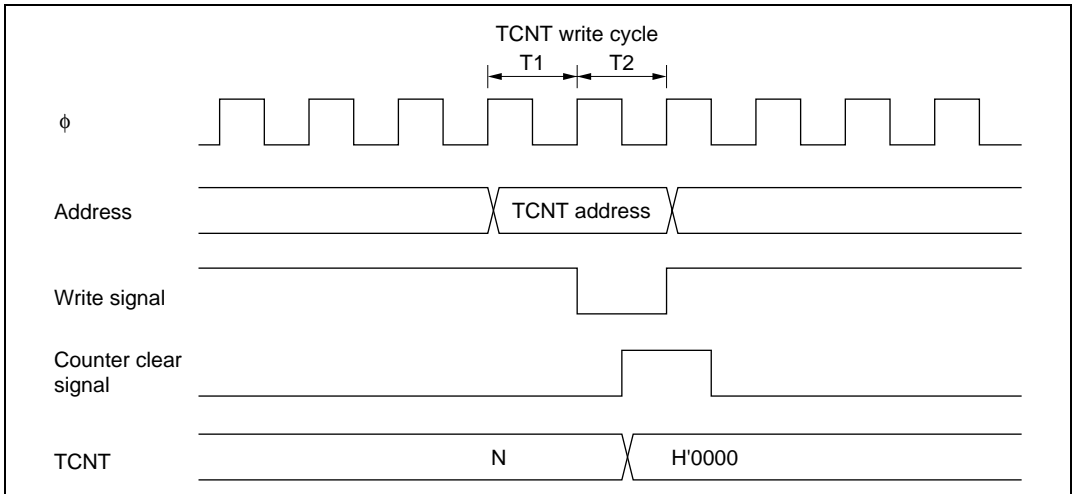 TCNT write cycle
T1 T2
ϕ
Address
TCNT address
Write signal
Counter clear
signal
TCNT
N
H'0000